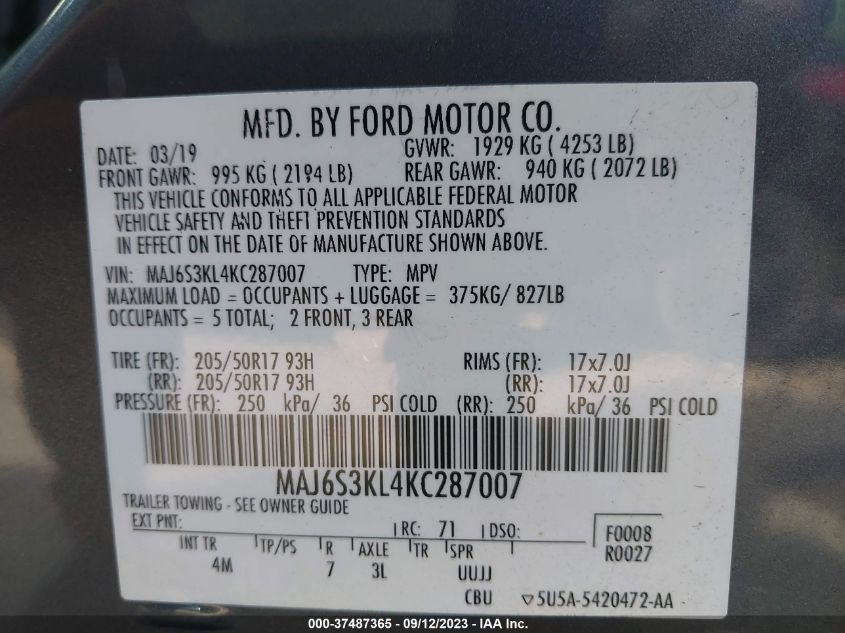 MFD. BY FORD MOTOR CO.
DATE: 03/19 GVWR: 1929 KG ( 4253 LB)
FRONT GAWR: 995 KG ( 2194 LB) REAR GAWR: 940 KG ( 2072 LB)
THIS VEHICLE CONFORMS TO ALL APPLICABLE FEDERAL MOTOR
VEHICLE SAFETY AND THEFT PREVENTION STANDARDS
IN EFFECT ON THE DATE OF MANUFACTURE SHOWN ABOVE.
VIN: MAJ6S3KL4KC287007 TYPE: MPV
MAXIMUM LOAD = OCCUPANTS + LUGGAGE = 375KG/ 827LB
OCCUPANTS = 5 TOTAL; 2 FRONT, 3 REAR
TIRE (FR): 205/50R17 93H RIMS (FR): 17x7.0J
(RR): 205/50R17 93H (RR): 17x7.0J
PRESSURE (FR): 250 kPa/ 36 PSI COLD (RR): 250 kPa/ 36 PSI COLD
MAJ6S3KL4KC287007
TRAILER TOWING - SEE OWNER GUIDE
EXT PNT: RC: 71 DSO: F0008
R0027
INT TR TP/PS R AXLE TR SPR
4M 7 3L UUJJ
CBU ▽5U5A-5420472-AA
000-37487365 - 09/12/2023 - IAA Inc.